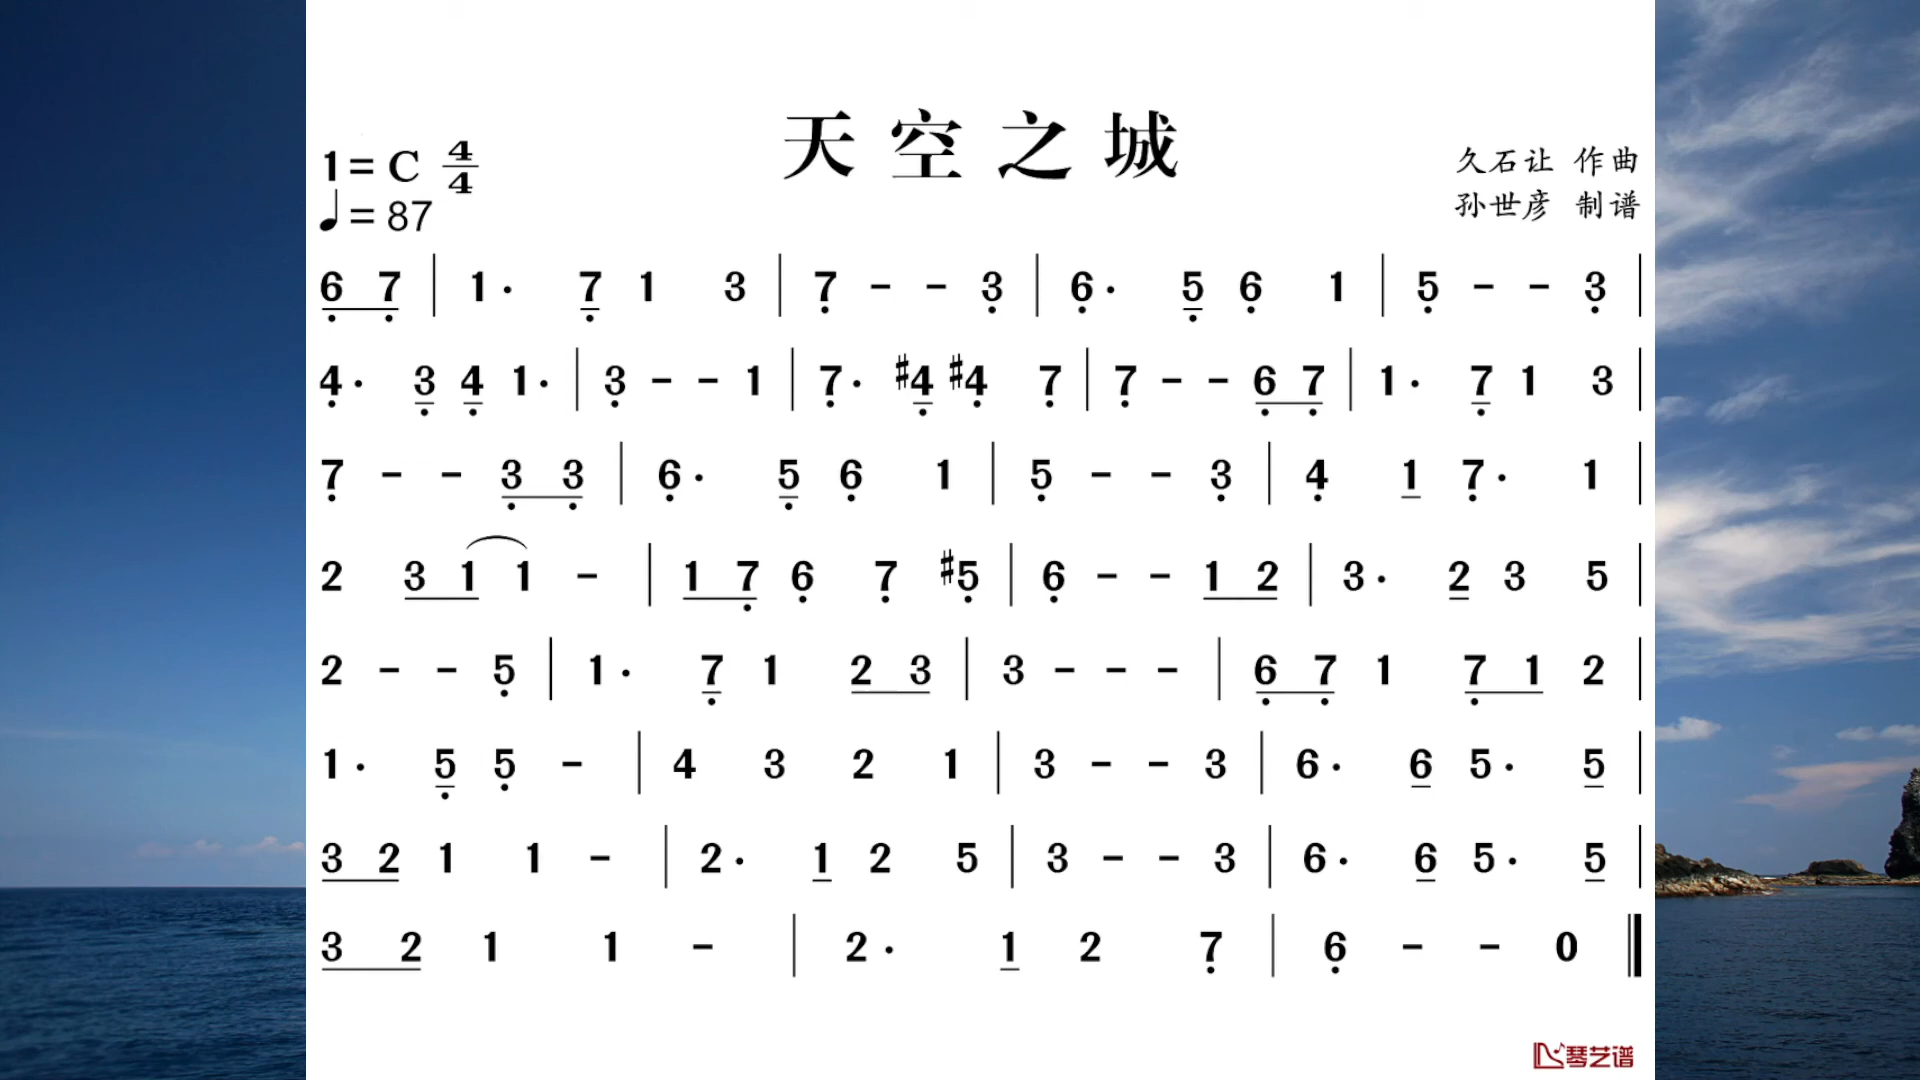 天空之城
1=C 4/4
♩=87
久石让 作曲
孙世彦 制谱
6̣ 7̣ | 1· 7̣ 1 3 | 7̣ - - 3̣ | 6̣· 5̣ 6̣ 1 | 5̣ - - 3̣ |
4̣· 3̣ 4̣ 1· | 3̣ - - 1 | 7̣· #4̣ #4̣ 7̣ | 7̣ - - 6̣ 7̣ | 1· 7̣ 1 3 |
7̣ - - 3̣ 3̣ | 6̣· 5̣ 6̣ 1 | 5̣ - - 3̣ | 4̣ 1 7̣· 1 |
2 3 1 1 - | 1 7̣ 6̣ 7̣ #5̣ | 6̣ - - 1 2 | 3· 2 3 5 |
2 - - 5̣ | 1· 7̣ 1 2 3 | 3 - - - | 6̣ 7̣ 1 7̣ 1 2 |
1· 5̣ 5̣ - | 4 3 2 1 | 3 - - 3 | 6· 6 5· 5 |
3 2 1 1 - | 2· 1 2 5 | 3 - - 3 | 6· 6 5· 5 |
3 2 1 1 - | 2· 1 2 7̣ | 6̣ - - 0 ‖
琴艺谱